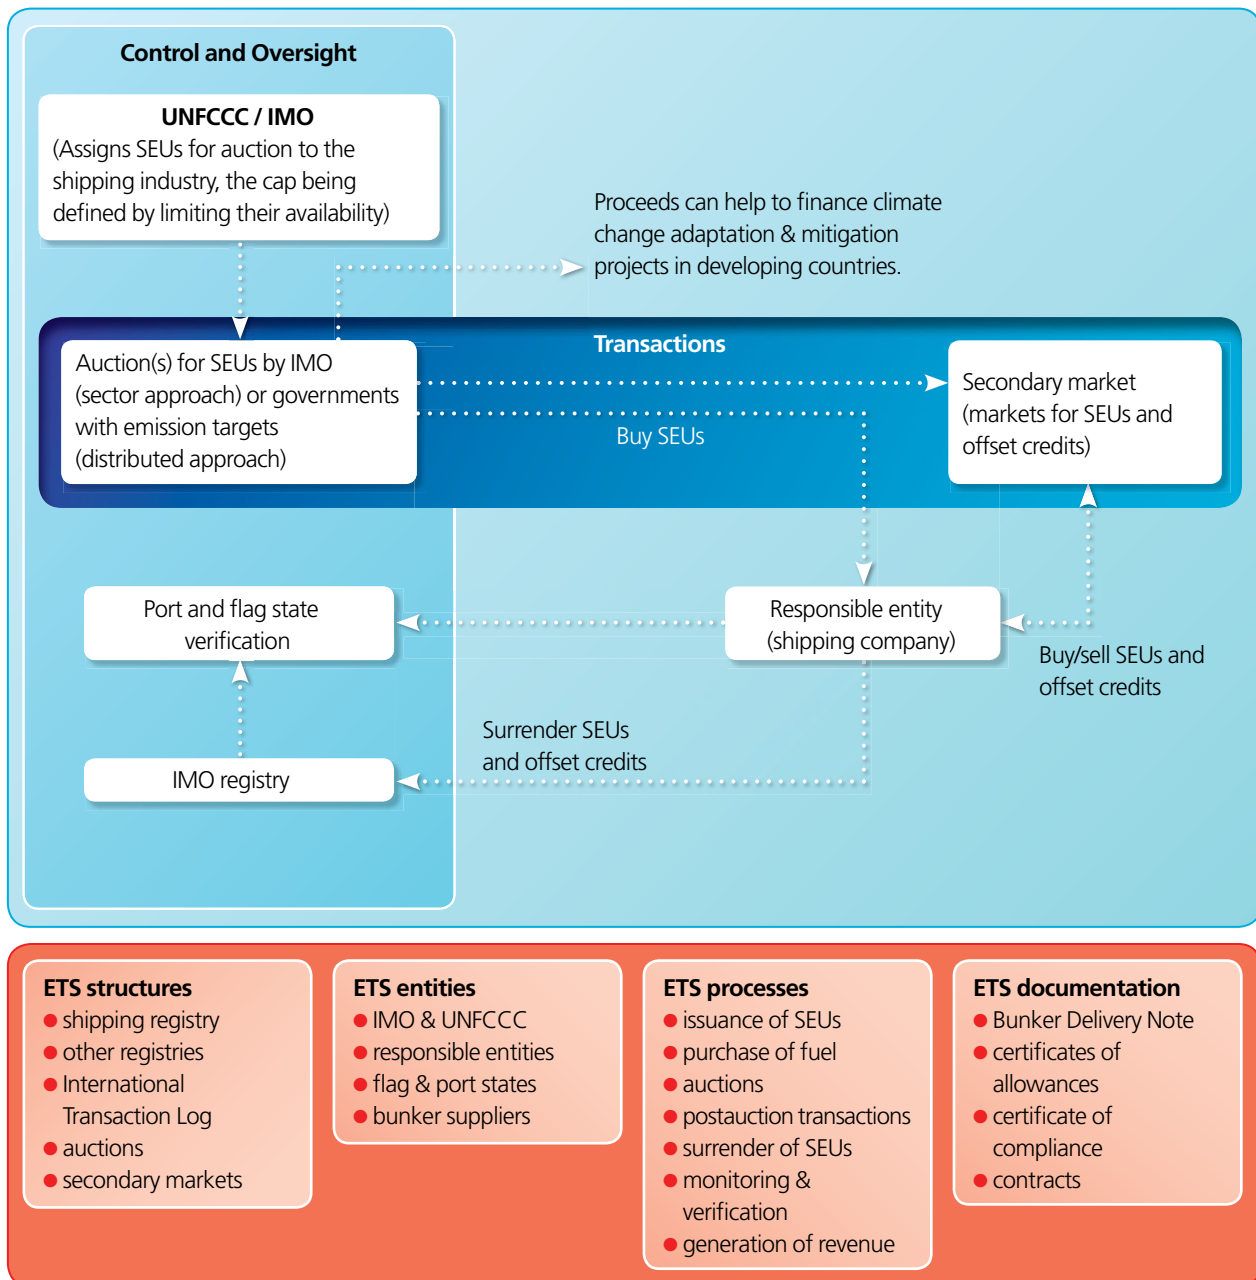 Control and Oversight
UNFCCC / IMO
(Assigns SEUs for auction to the
shipping industry, the cap being
defined by limiting their availability)
Proceeds can help to finance climate
change adaptation & mitigation
projects in developing countries.
Transactions
Auction(s) for SEUs by IMO
(sector approach) or governments
with emission targets
(distributed approach)
Buy SEUs
Secondary market
(markets for SEUs and
offset credits)
Port and flag state
verification
Responsible entity
(shipping company)
Buy/sell SEUs and
offset credits
Surrender SEUs
and offset credits
IMO registry
ETS structures
● shipping registry
● other registries
● International
Transaction Log
● auctions
● secondary markets
ETS entities
● IMO & UNFCCC
● responsible entities
● flag & port states
● bunker suppliers
ETS processes
● issuance of SEUs
● purchase of fuel
● auctions
● postauction transactions
● surrender of SEUs
● monitoring &
verification
● generation of revenue
ETS documentation
● Bunker Delivery Note
● certificates of
allowances
● certificate of
compliance
● contracts